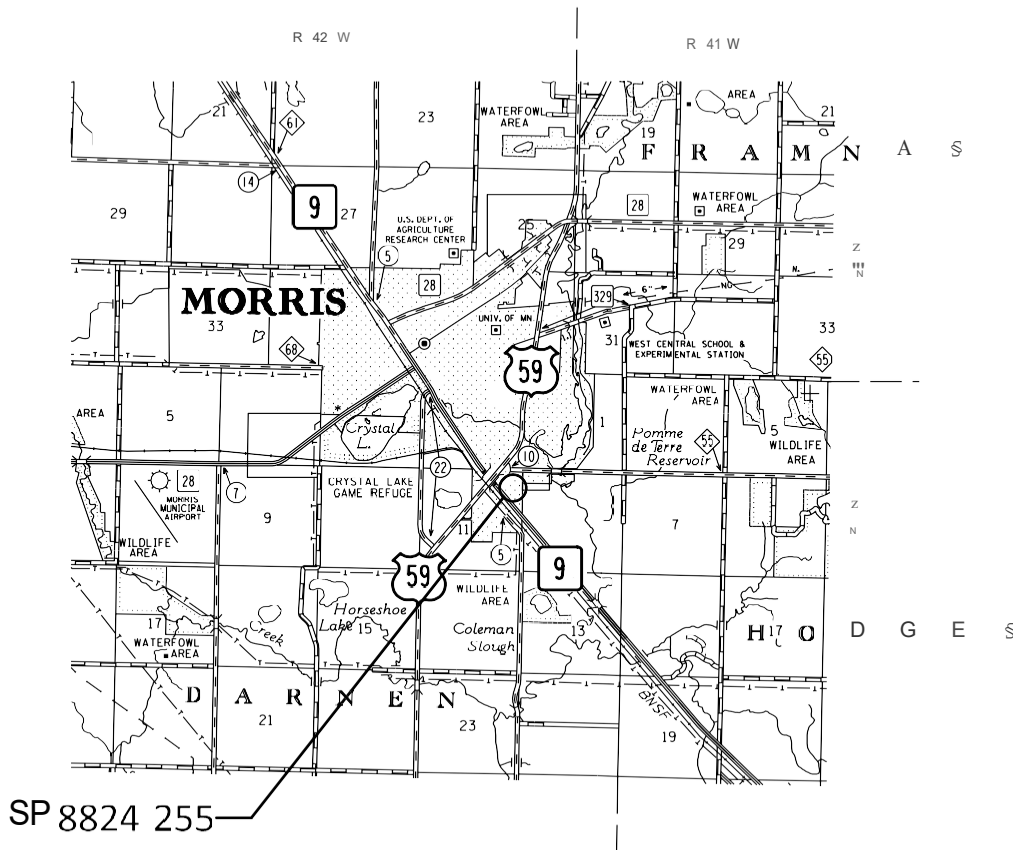 R 42 W
R 41 W
21
61
23
WATERFOWL
AREA
19
AREA
21
F R A M N A S
14
9
27
29
U.S. DEPT. OF
AGRICULTURE
RESEARCH CENTER
25
28
WATERFOWL
AREA
29
Z
N
5
28
MORRIS
33
68
UNIV. OF MN.
329
6"
NO
N.
31
WEST CENTRAL SCHOOL &
EXPERIMENTAL STATION
33
55
59
AREA
5
*
Crystal
L.
1
WATERFOWL
AREA
Pomme
de Terre
Reservoir
55
5
WILDLIFE
AREA
10
22
CRYSTAL LAKE
GAME REFUGE
28
7
MORRIS
MUNICIPAL
AIRPORT
9
11
5
7
Z
N
WILDLIFE
AREA
59
9
WILDLIFE
AREA
Horseshoe
Lake
15
Creek
17
WATERFOWL
AREA
Coleman
Slough
13
H O D G E S
17
D A R N E N
21
23
BNSF
19
SP 8824 255